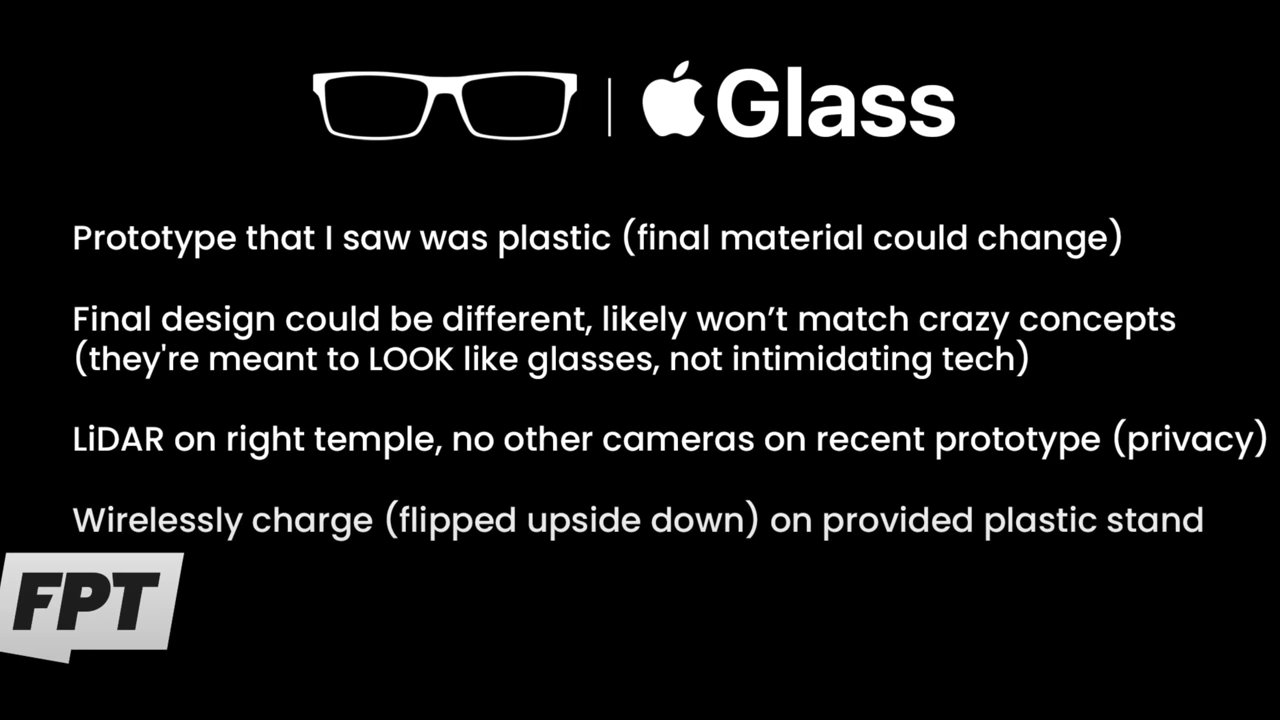 Glass
Prototype that I saw was plastic (final material could change)
Final design could be different, likely won’t match crazy concepts
(they're meant to LOOK like glasses, not intimidating tech)
LiDAR on right temple, no other cameras on recent prototype (privacy)
Wirelessly charge (flipped upside down) on provided plastic stand
FPT